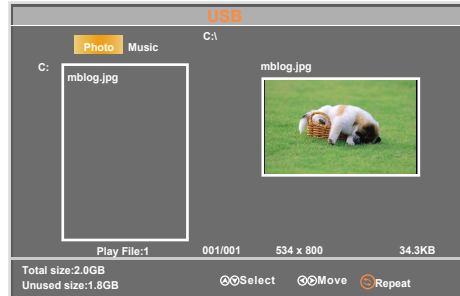 USB
Photo Music
C:\
C:
mblog.jpg
mblog.jpg
Play File:1 001/001 534 x 800 34.3KB
Total size:2.0GB
Unused size:1.8GB
Select Move Repeat